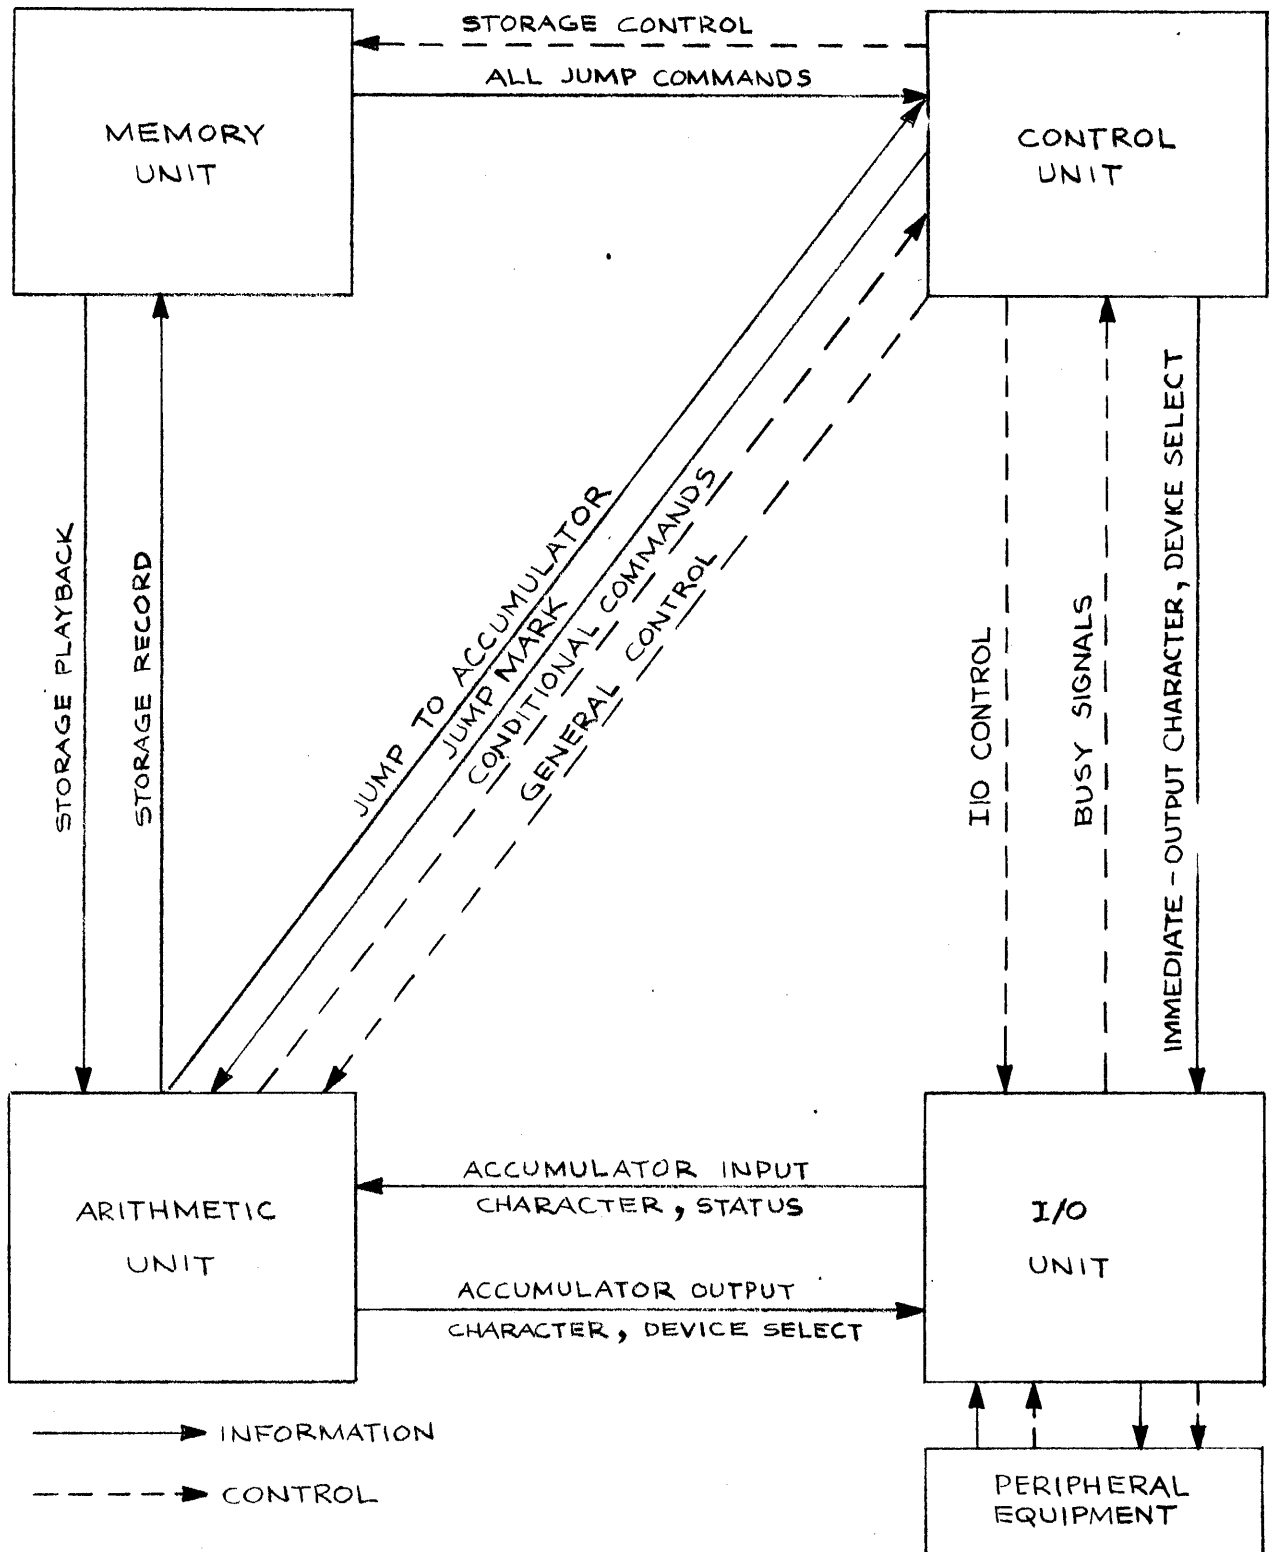 STORAGE CONTROL
ALL JUMP COMMANDS
MEMORY
UNIT
CONTROL
UNIT
STORAGE PLAYBACK
STORAGE RECORD
JUMP TO ACCUMULATOR
JUMP MARK
CONDITIONAL COMMANDS
GENERAL CONTROL
I/O CONTROL
BUSY SIGNALS
IMMEDIATE - OUTPUT CHARACTER, DEVICE SELECT
ARITHMETIC
UNIT
ACCUMULATOR INPUT
CHARACTER, STATUS
ACCUMULATOR OUTPUT
CHARACTER, DEVICE SELECT
I/O
UNIT
INFORMATION
CONTROL
PERIPHERAL
EQUIPMENT